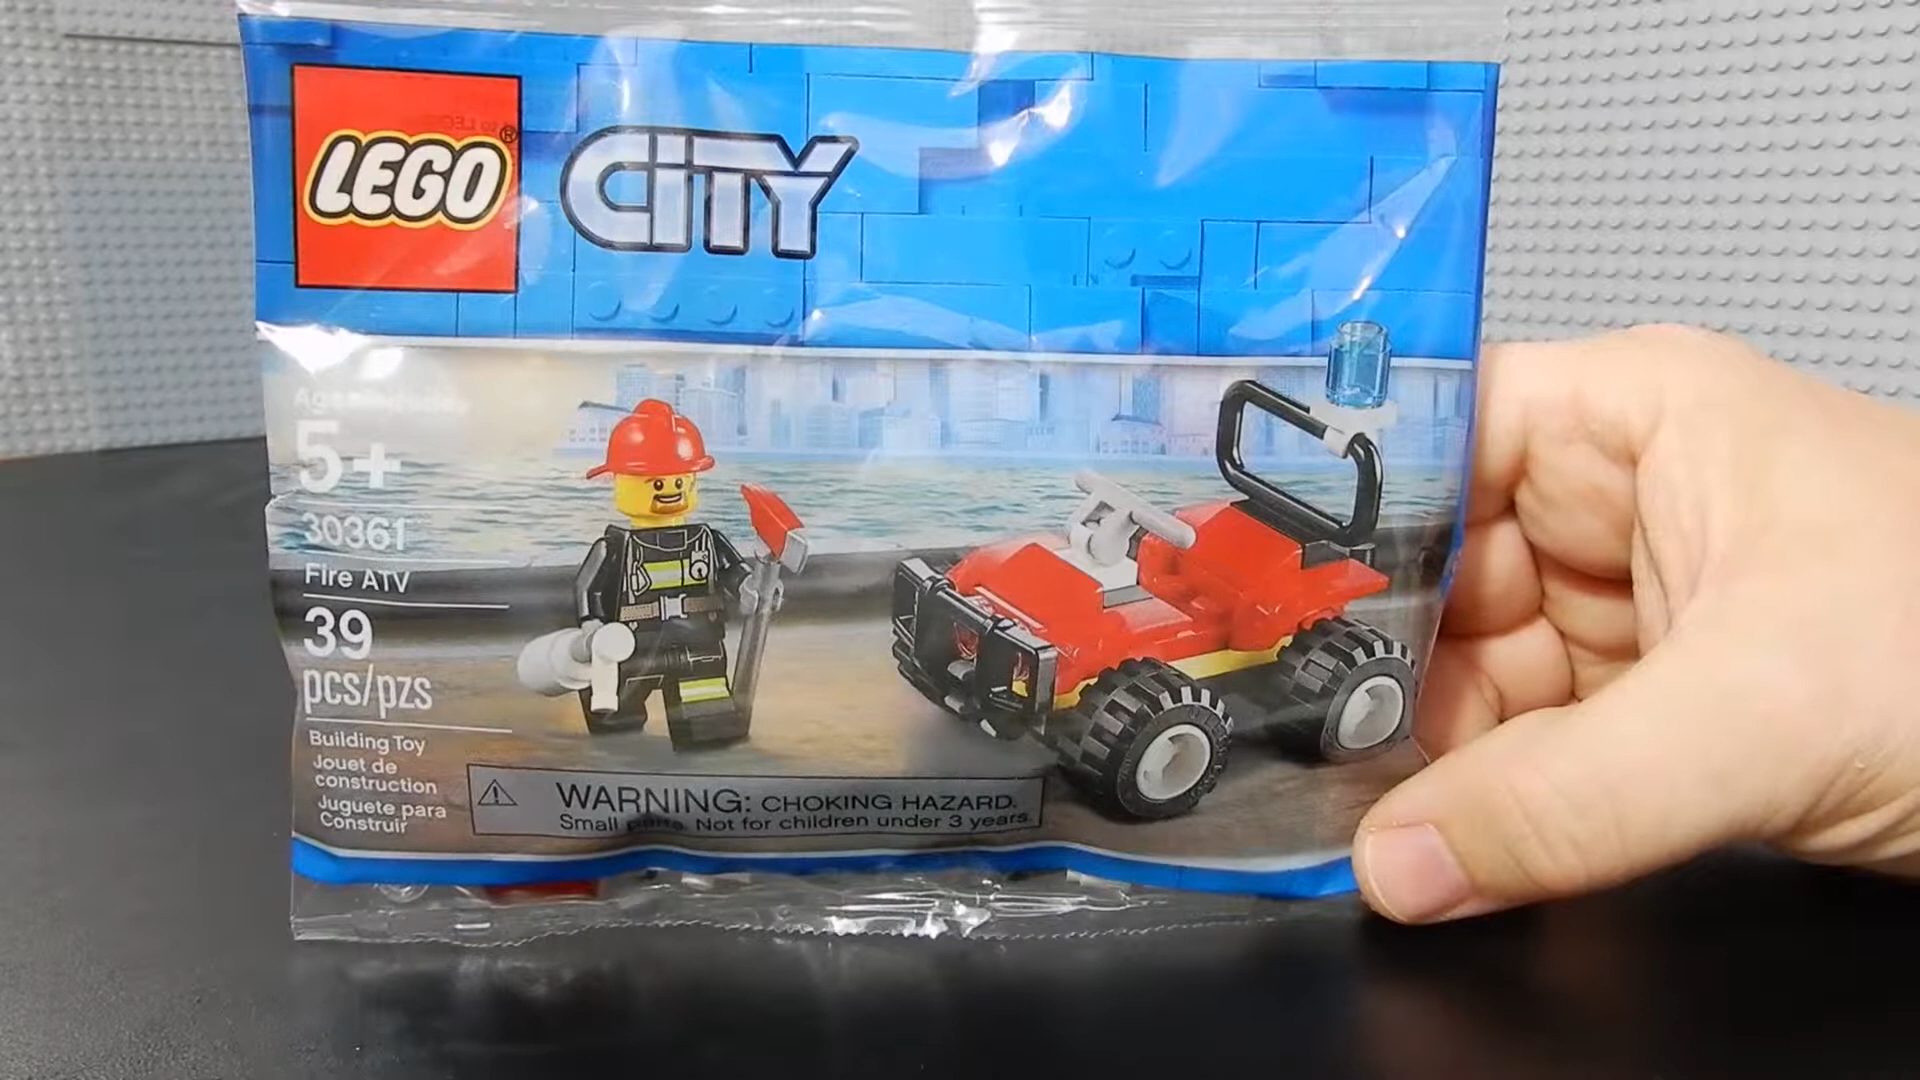 LEGO®
CITY
5+
30361
Fire ATV
39
pcs/pzs
Building Toy
Jouet de
construction
Juguete para
Construir
WARNING: CHOKING HAZARD.
Small parts. Not for children under 3 years.